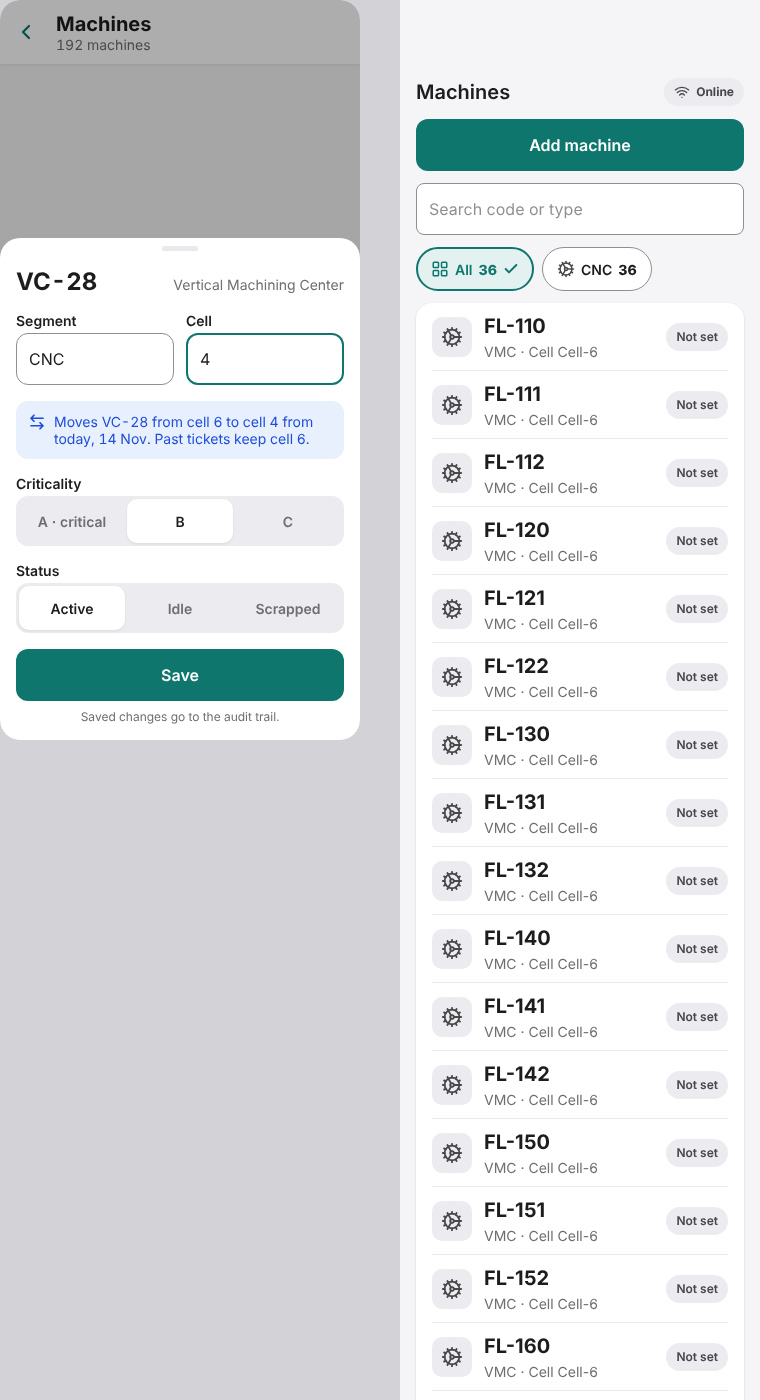 Machines
192 machines
VC-28
Vertical Machining Center
Segment
Cell
CNC
4
Moves VC-28 from cell 6 to cell 4 from
today, 14 Nov. Past tickets keep cell 6.
Criticality
A · critical
B
C
Status
Active
Idle
Scrapped
Save
Saved changes go to the audit trail.
Machines
Online
Add machine
Search code or type
All 36
CNC 36
FL-110
VMC · Cell Cell-6
Not set
FL-111
VMC · Cell Cell-6
Not set
FL-112
VMC · Cell Cell-6
Not set
FL-120
VMC · Cell Cell-6
Not set
FL-121
VMC · Cell Cell-6
Not set
FL-122
VMC · Cell Cell-6
Not set
FL-130
VMC · Cell Cell-6
Not set
FL-131
VMC · Cell Cell-6
Not set
FL-132
VMC · Cell Cell-6
Not set
FL-140
VMC · Cell Cell-6
Not set
FL-141
VMC · Cell Cell-6
Not set
FL-142
VMC · Cell Cell-6
Not set
FL-150
VMC · Cell Cell-6
Not set
FL-151
VMC · Cell Cell-6
Not set
FL-152
VMC · Cell Cell-6
Not set
FL-160
VMC · Cell Cell-6
Not set